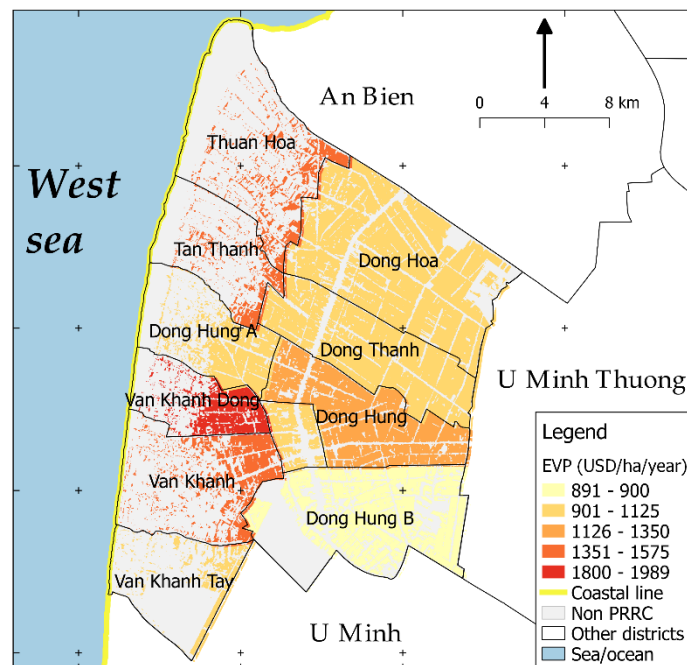 An Bien
0 4 8 km
Thuan Hoa
West
sea
Tan Thanh
Dong Hoa
Dong Hung A
Dong Thanh
U Minh Thuong
Van Khanh Dong
Dong Hung
Van Khanh
Dong Hung B
Van Khanh Tay
U Minh
Legend
EVP (USD/ha/year)
891 - 900
901 - 1125
1126 - 1350
1351 - 1575
1800 - 1989
Coastal line
Non PRRC
Other districts
Sea/ocean